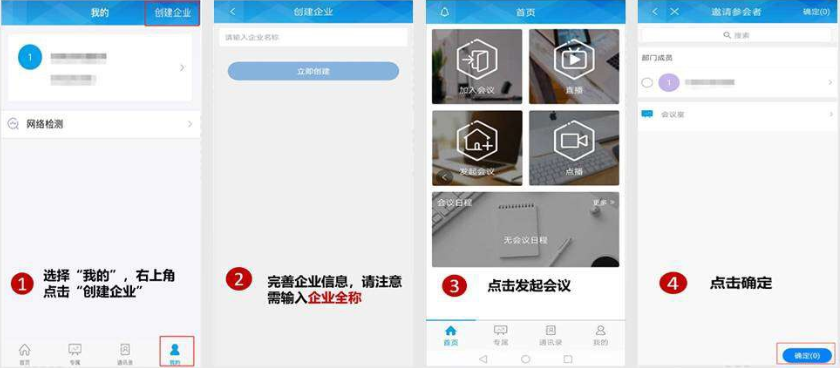 我的
创建企业
1
网络检测
1
选择“我的”，右上角
点击“创建企业”
首页
专属
通讯录
我的
创建企业
请输入企业名称
立即创建
2
完善企业信息，请注意
需输入企业全称
首页
加入会议
直播
发起会议
点播
会议日程
更多 >
无会议日程
3
点击发起会议
首页
专属
通讯录
我的
邀请参会者
确定(0)
搜索
部门成员
1
会议室
4
点击确定
确定(0)